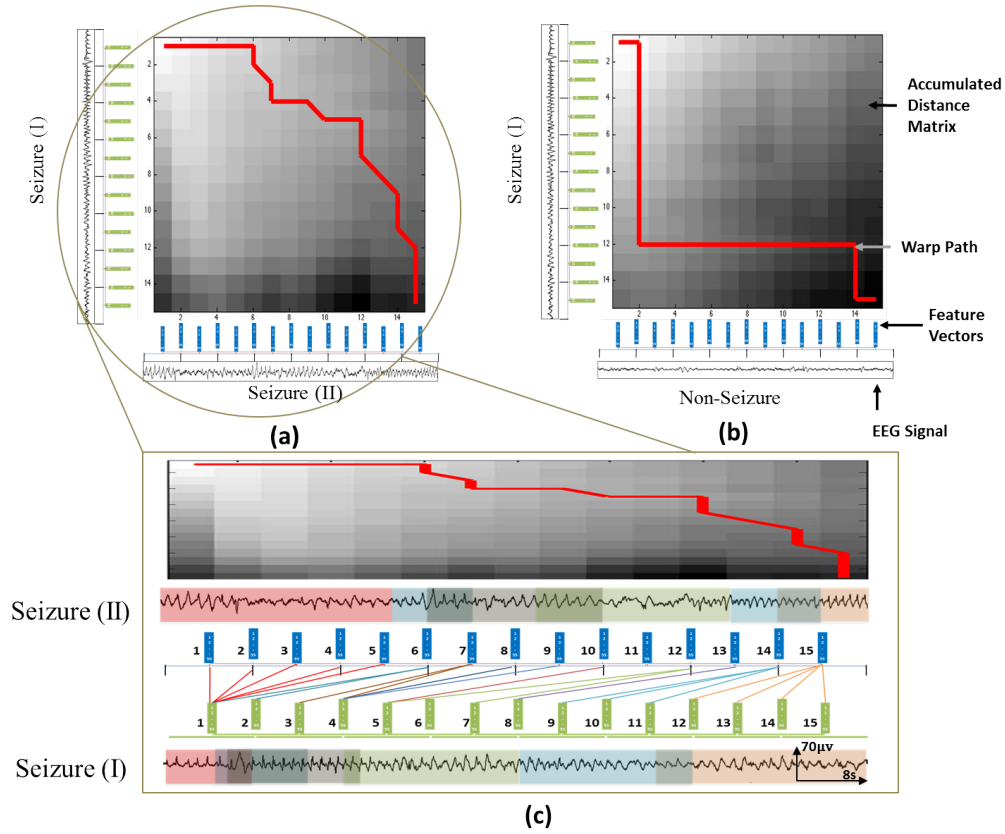 Seizure (I)
2
4
6
8
10
12
14
2 4 6 8 10 12 14
Seizure (II)
(a)
Seizure (I)
2
4
6
8
10
12
14
2 4 6 8 10 12 14
Non-Seizure
(b)
Accumulated
Distance
Matrix
Warp Path
Feature
Vectors
EEG Signal
Seizure (II)
1 2 3 4 5 6 7 8 9 10 11 12 13 14 15
1 2 3 4 5 6 7 8 9 10 11 12 13 14 15
Seizure (I)
70μv
8s
(c)